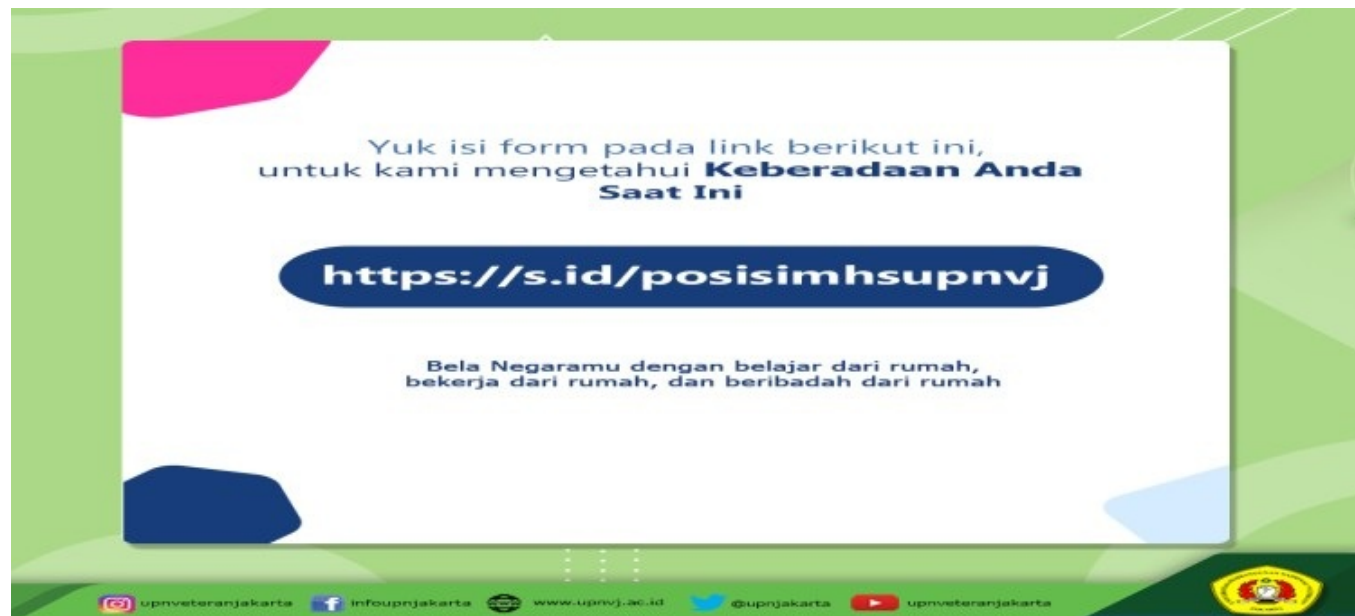 Yuk isi form pada link berikut ini,
untuk kami mengetahui Keberadaan Anda
Saat Ini
https://s.id/posisimhsupnvj
Bela Negaramu dengan belajar dari rumah,
bekerja dari rumah, dan beribadah dari rumah
upnveteranjakarta infoupnjakarta www.upnvj.ac.id @upnjakarta upnveteranjakarta